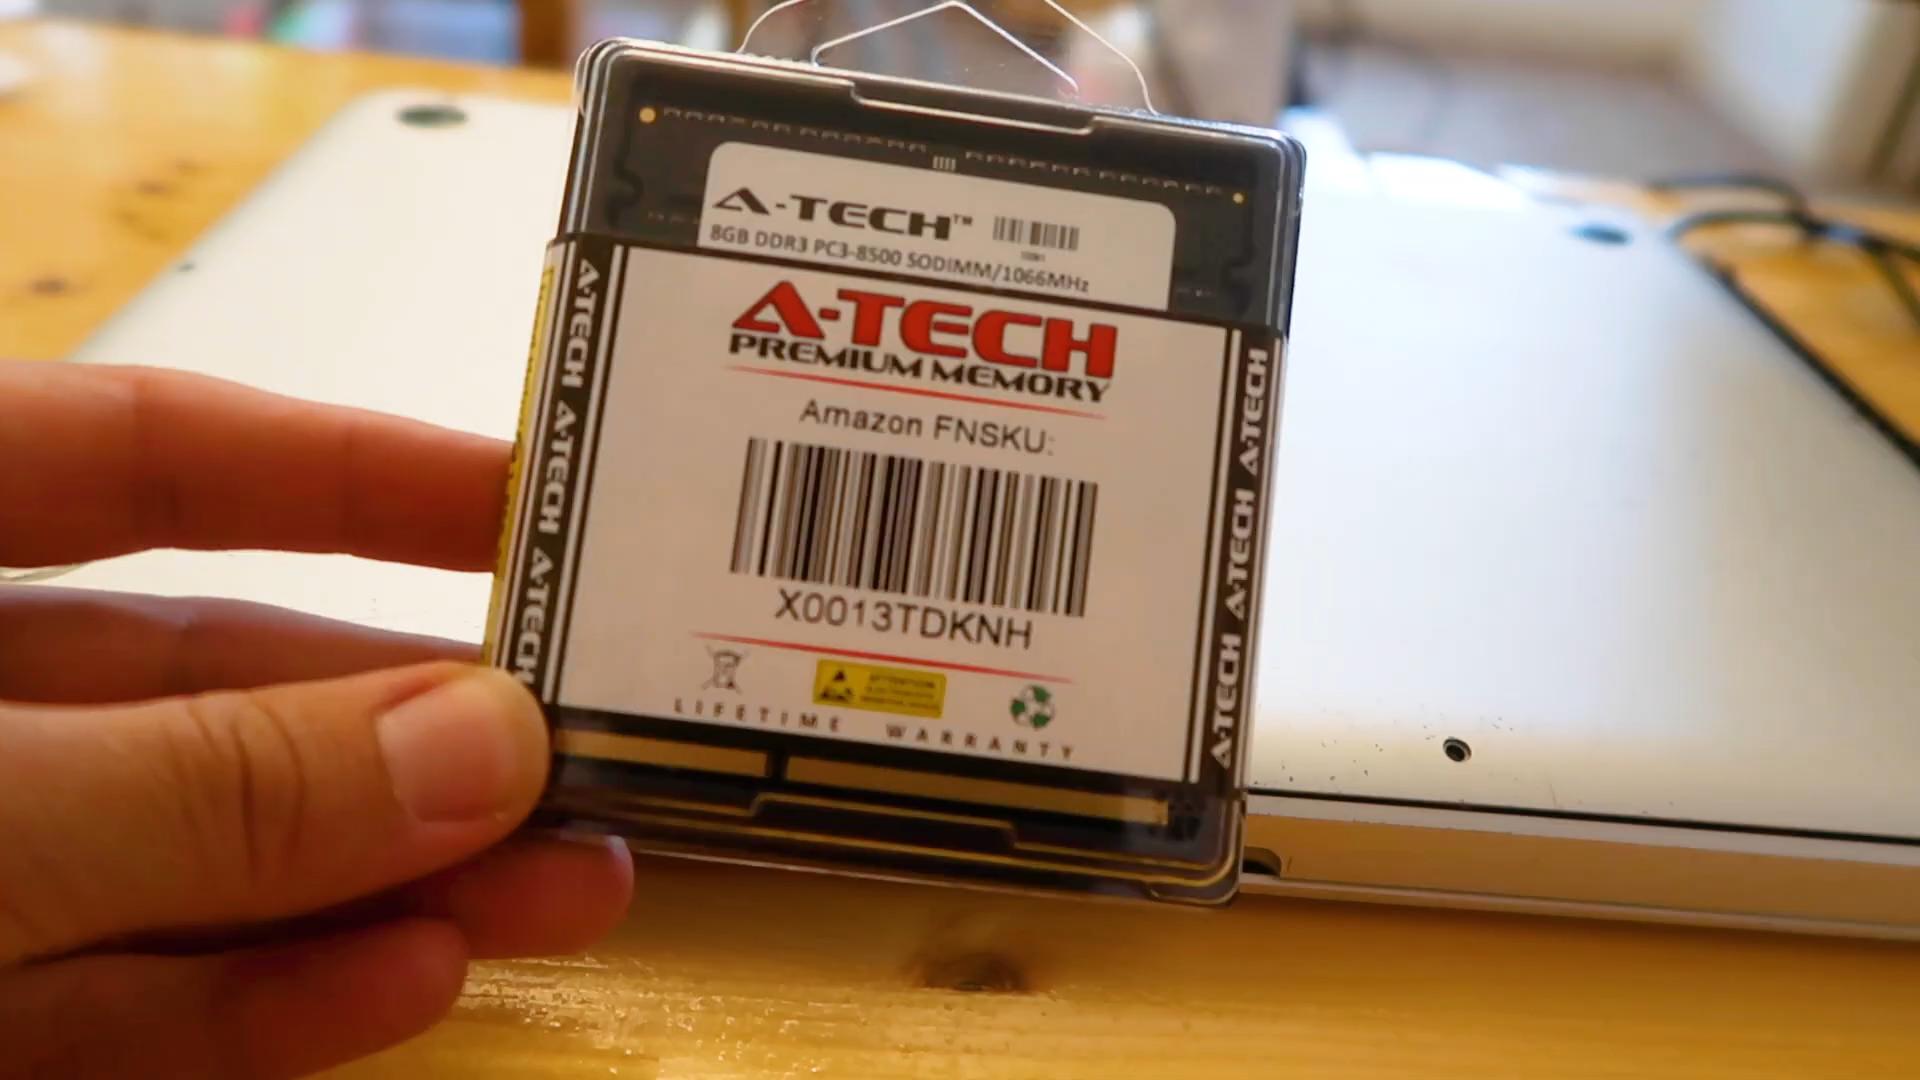 A-TECH™
8GB DDR3 PC3-8500 SODIMM/1066MHz
A-TECH
PREMIUM MEMORY
Amazon FNSKU:
X0013TDKNH
ATTENTION
LIFETIME WARRANTY
A-TECH A-TECH A-TECH
A-TECH A-TECH A-TECH